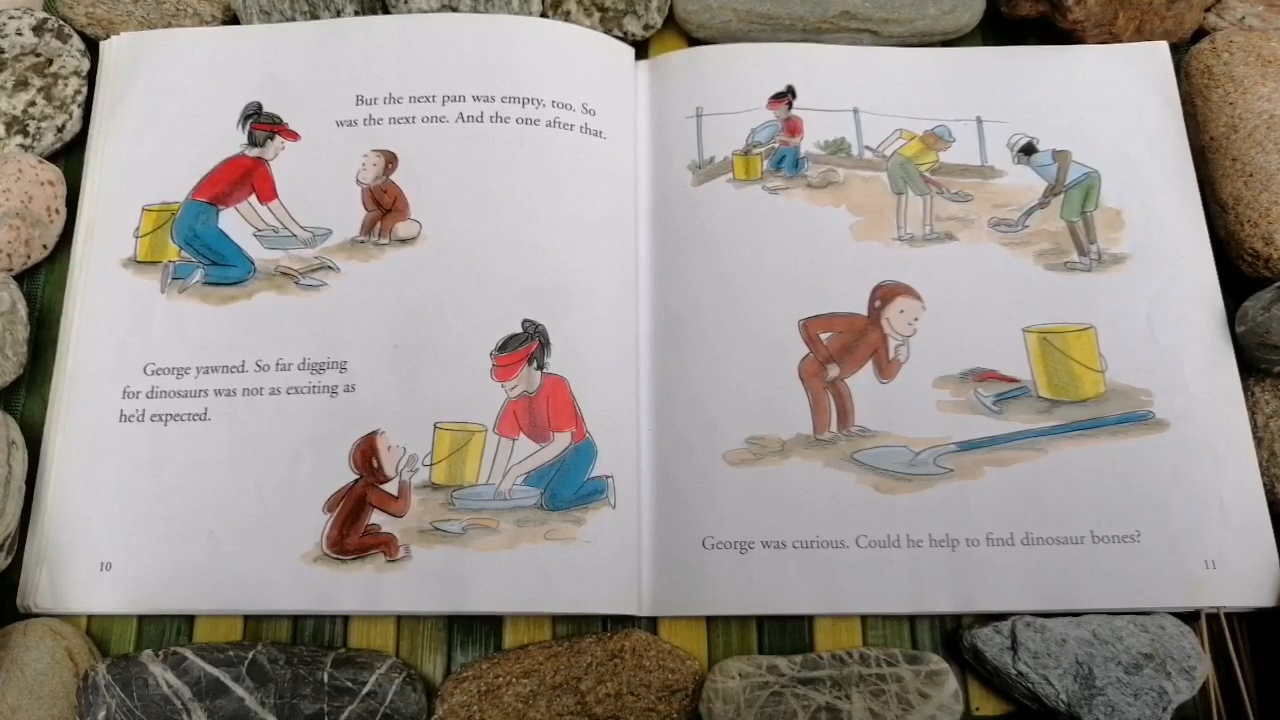 But the next pan was empty, too. So
was the next one. And the one after that.
George yawned. So far digging
for dinosaurs was not as exciting as
he'd expected.
10
George was curious. Could he help to find dinosaur bones?
11